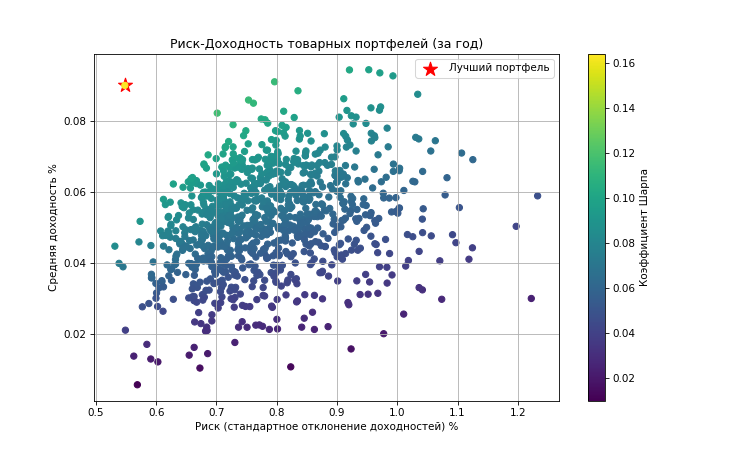 Риск-Доходность товарных портфелей (за год)
Лучший портфель
Средняя доходность %
0.08
0.06
0.04
0.02
0.5 0.6 0.7 0.8 0.9 1.0 1.1 1.2
Риск (стандартное отклонение доходностей) %
0.16
0.14
0.12
0.10
0.08
0.06
0.04
0.02
Коэффициент Шарпа